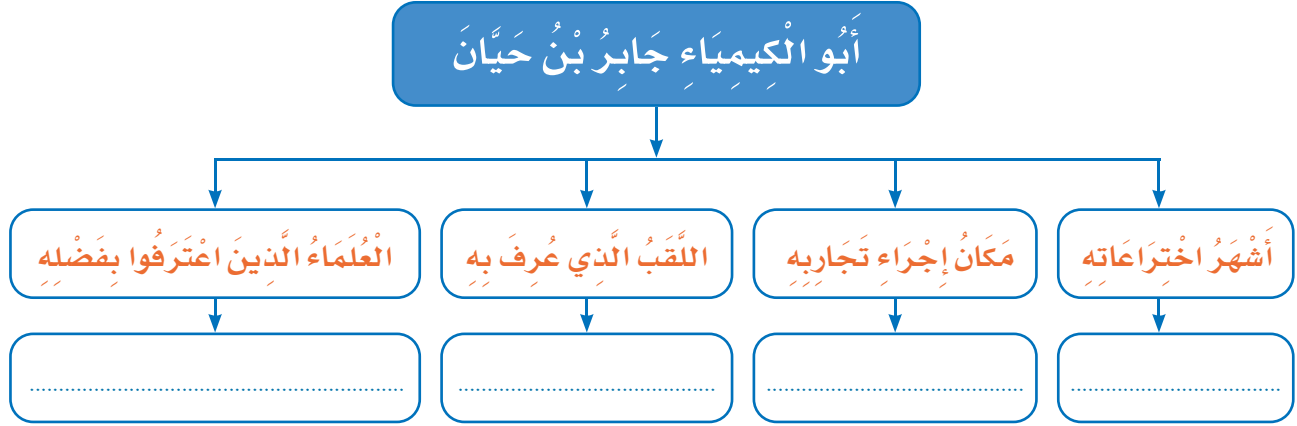 أَبُو الْكِيمِيَاءِ جَابِرُ بْنُ حَيَّانَ
أَشْهَرُ اخْتِرَاعَاتِهِ
مَكَانُ إِجْرَاءِ تَجَارِبِهِ
اللَّقَبُ الَّذِي عُرِفَ بِهِ
الْعُلَمَاءُ الَّذِينَ اعْتَرَفُوا بِفَضْلِهِ